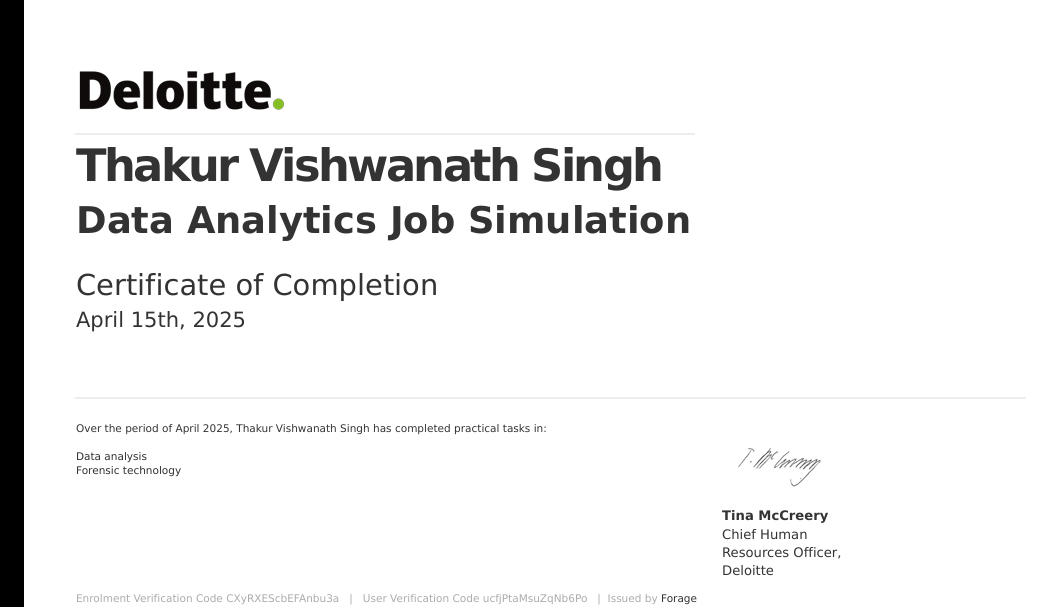 Deloitte.
Thakur Vishwanath Singh
Data Analytics Job Simulation
Certificate of Completion
April 15th, 2025
Over the period of April 2025, Thakur Vishwanath Singh has completed practical tasks in:
Data analysis
Forensic technology
T. McCreery
Tina McCreery
Chief Human
Resources Officer,
Deloitte
Enrolment Verification Code CXyRXEScbEFAnbu3a | User Verification Code ucfjPtaMsuZqNb6Po | Issued by Forage